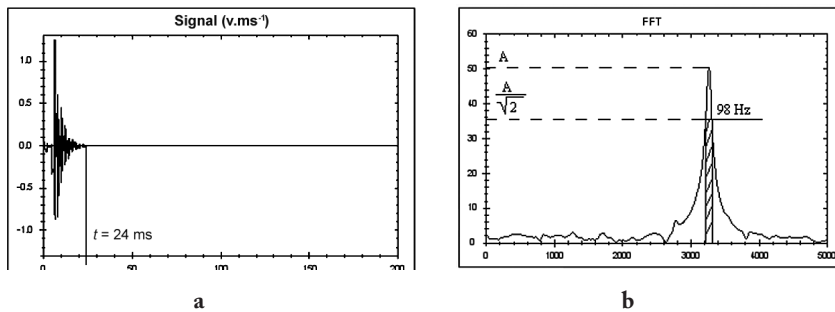 Signal (v.ms⁻¹)
1.0
0.5
0.0
-0.5
-1.0
t = 24 ms
0 50 100 150 200
a
FFT
60
50
40
30
20
10
0
A
A
√2
98 Hz
0 1000 2000 3000 4000 5000
b